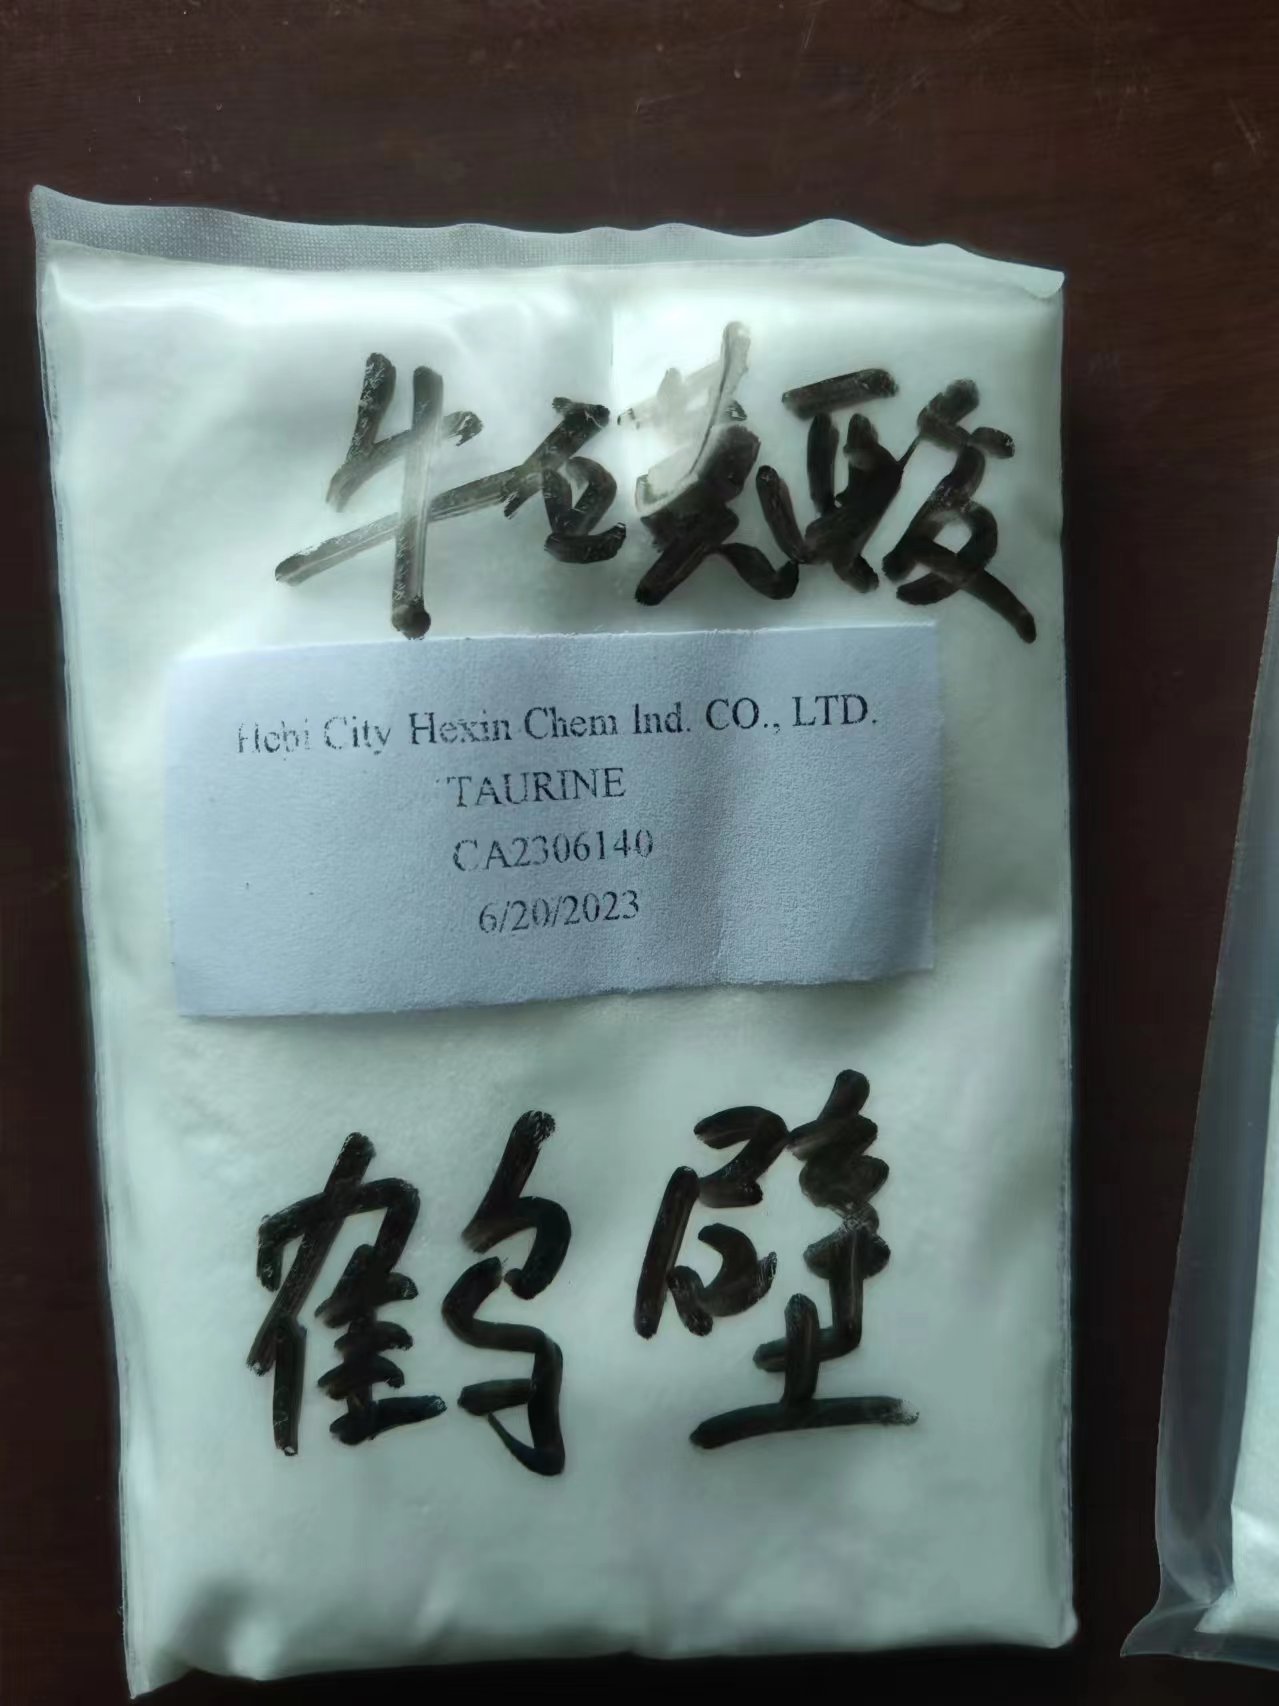 牛磺酸
Hebi City Hexin Chem Ind. CO., LTD.
TAURINE
CA2306140
6/20/2023
鹤壁